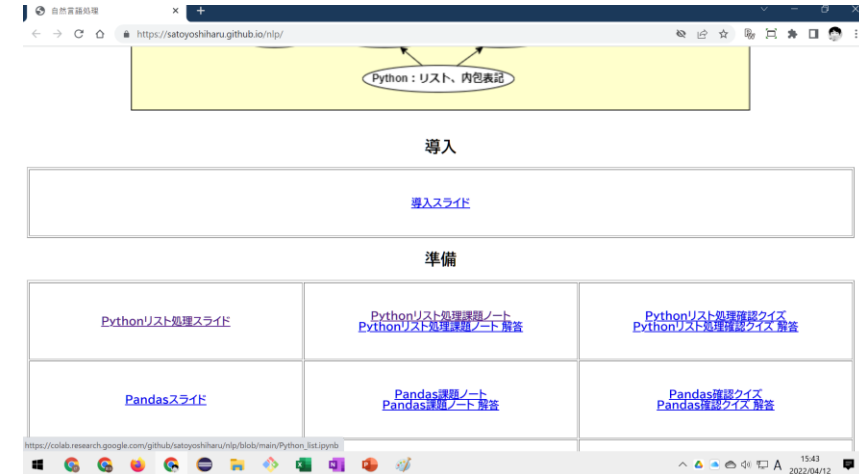 自然言語処理
https://satoyoshiharu.github.io/nlp/
Python：リスト、内包表記
導入
導入スライド
準備
Pythonリスト処理スライド
Pythonリスト処理課題ノート
Pythonリスト処理課題ノート 解答
Pythonリスト処理確認クイズ
Pythonリスト処理確認クイズ 解答
Pandasスライド
Pandas課題ノート
Pandas課題ノート 解答
Pandas確認クイズ
Pandas確認クイズ 解答
https://colab.research.google.com/github/satoyoshiharu/nlp/blob/main/Python_list.ipynb
A
15:43
2022/04/12